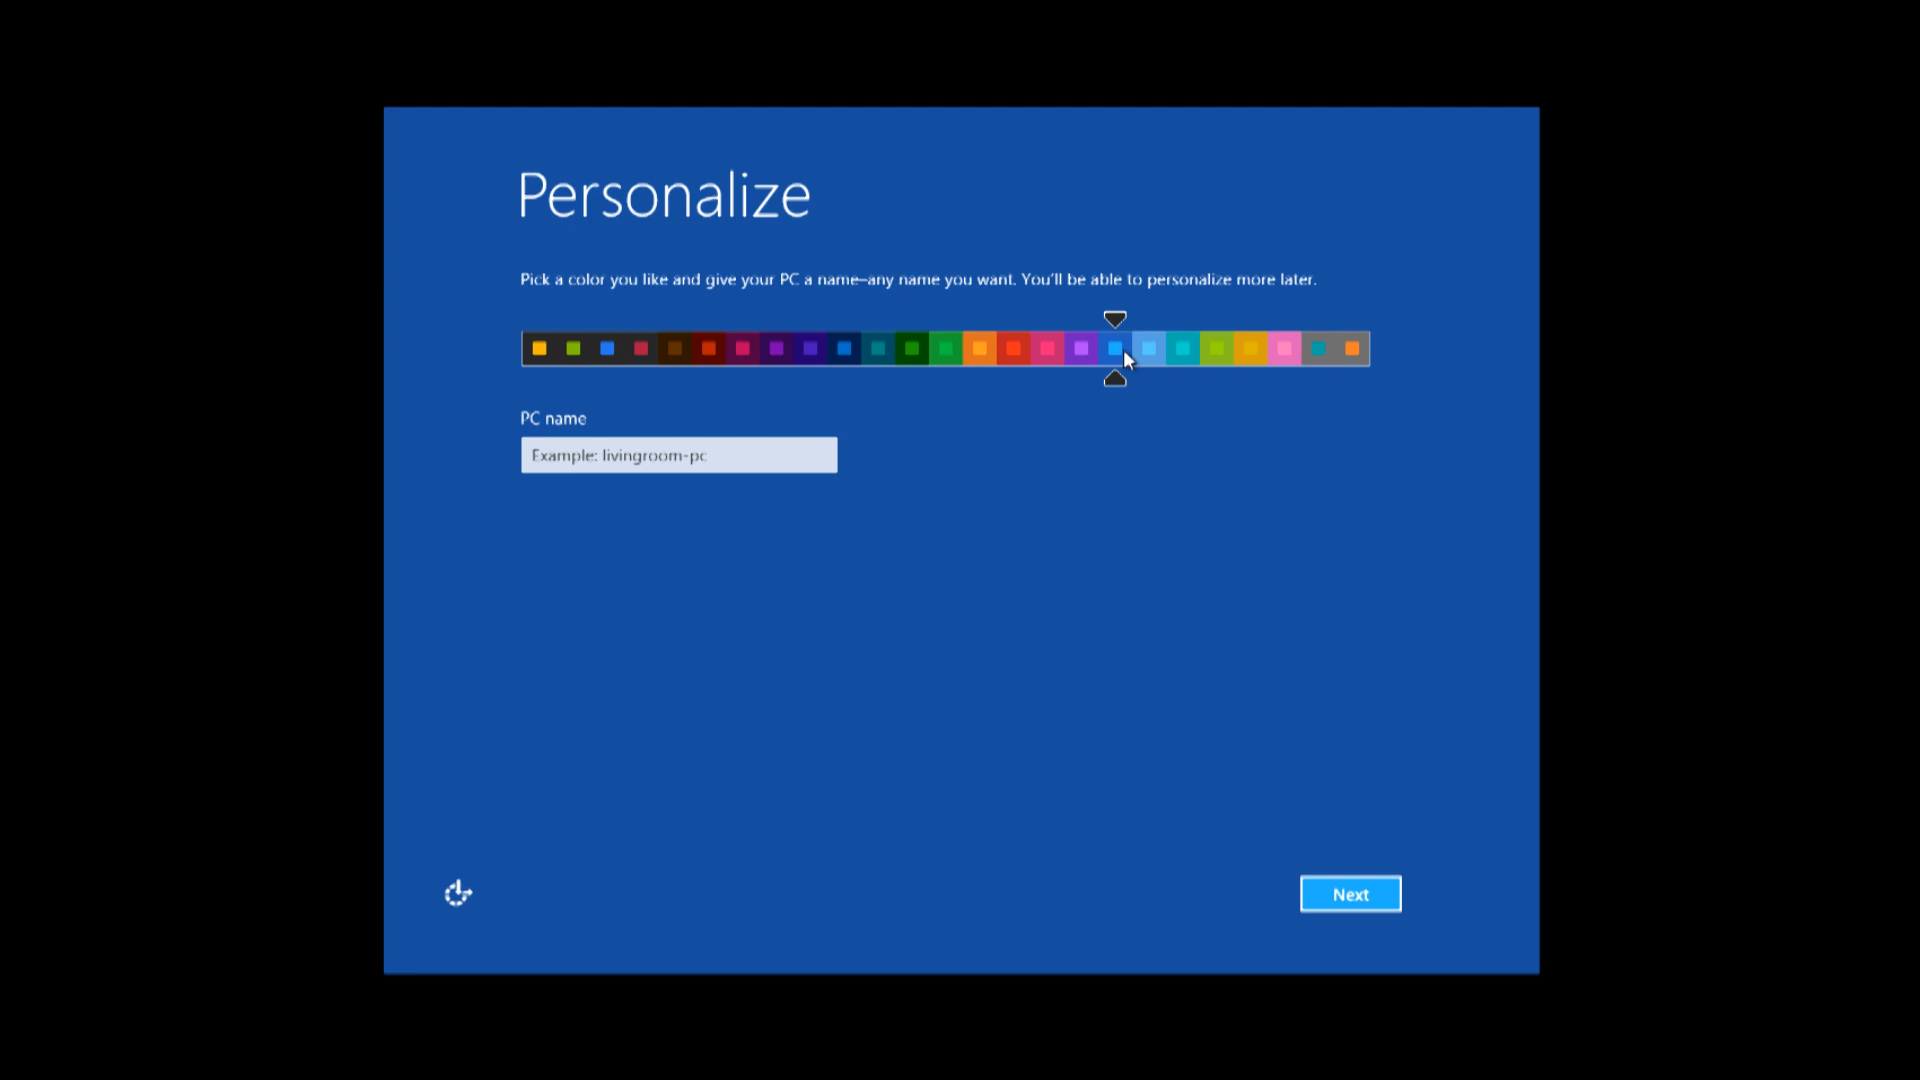 Personalize
Pick a color you like and give your PC a name–any name you want. You'll be able to personalize more later.
PC name
Example: livingroom-pc
Next